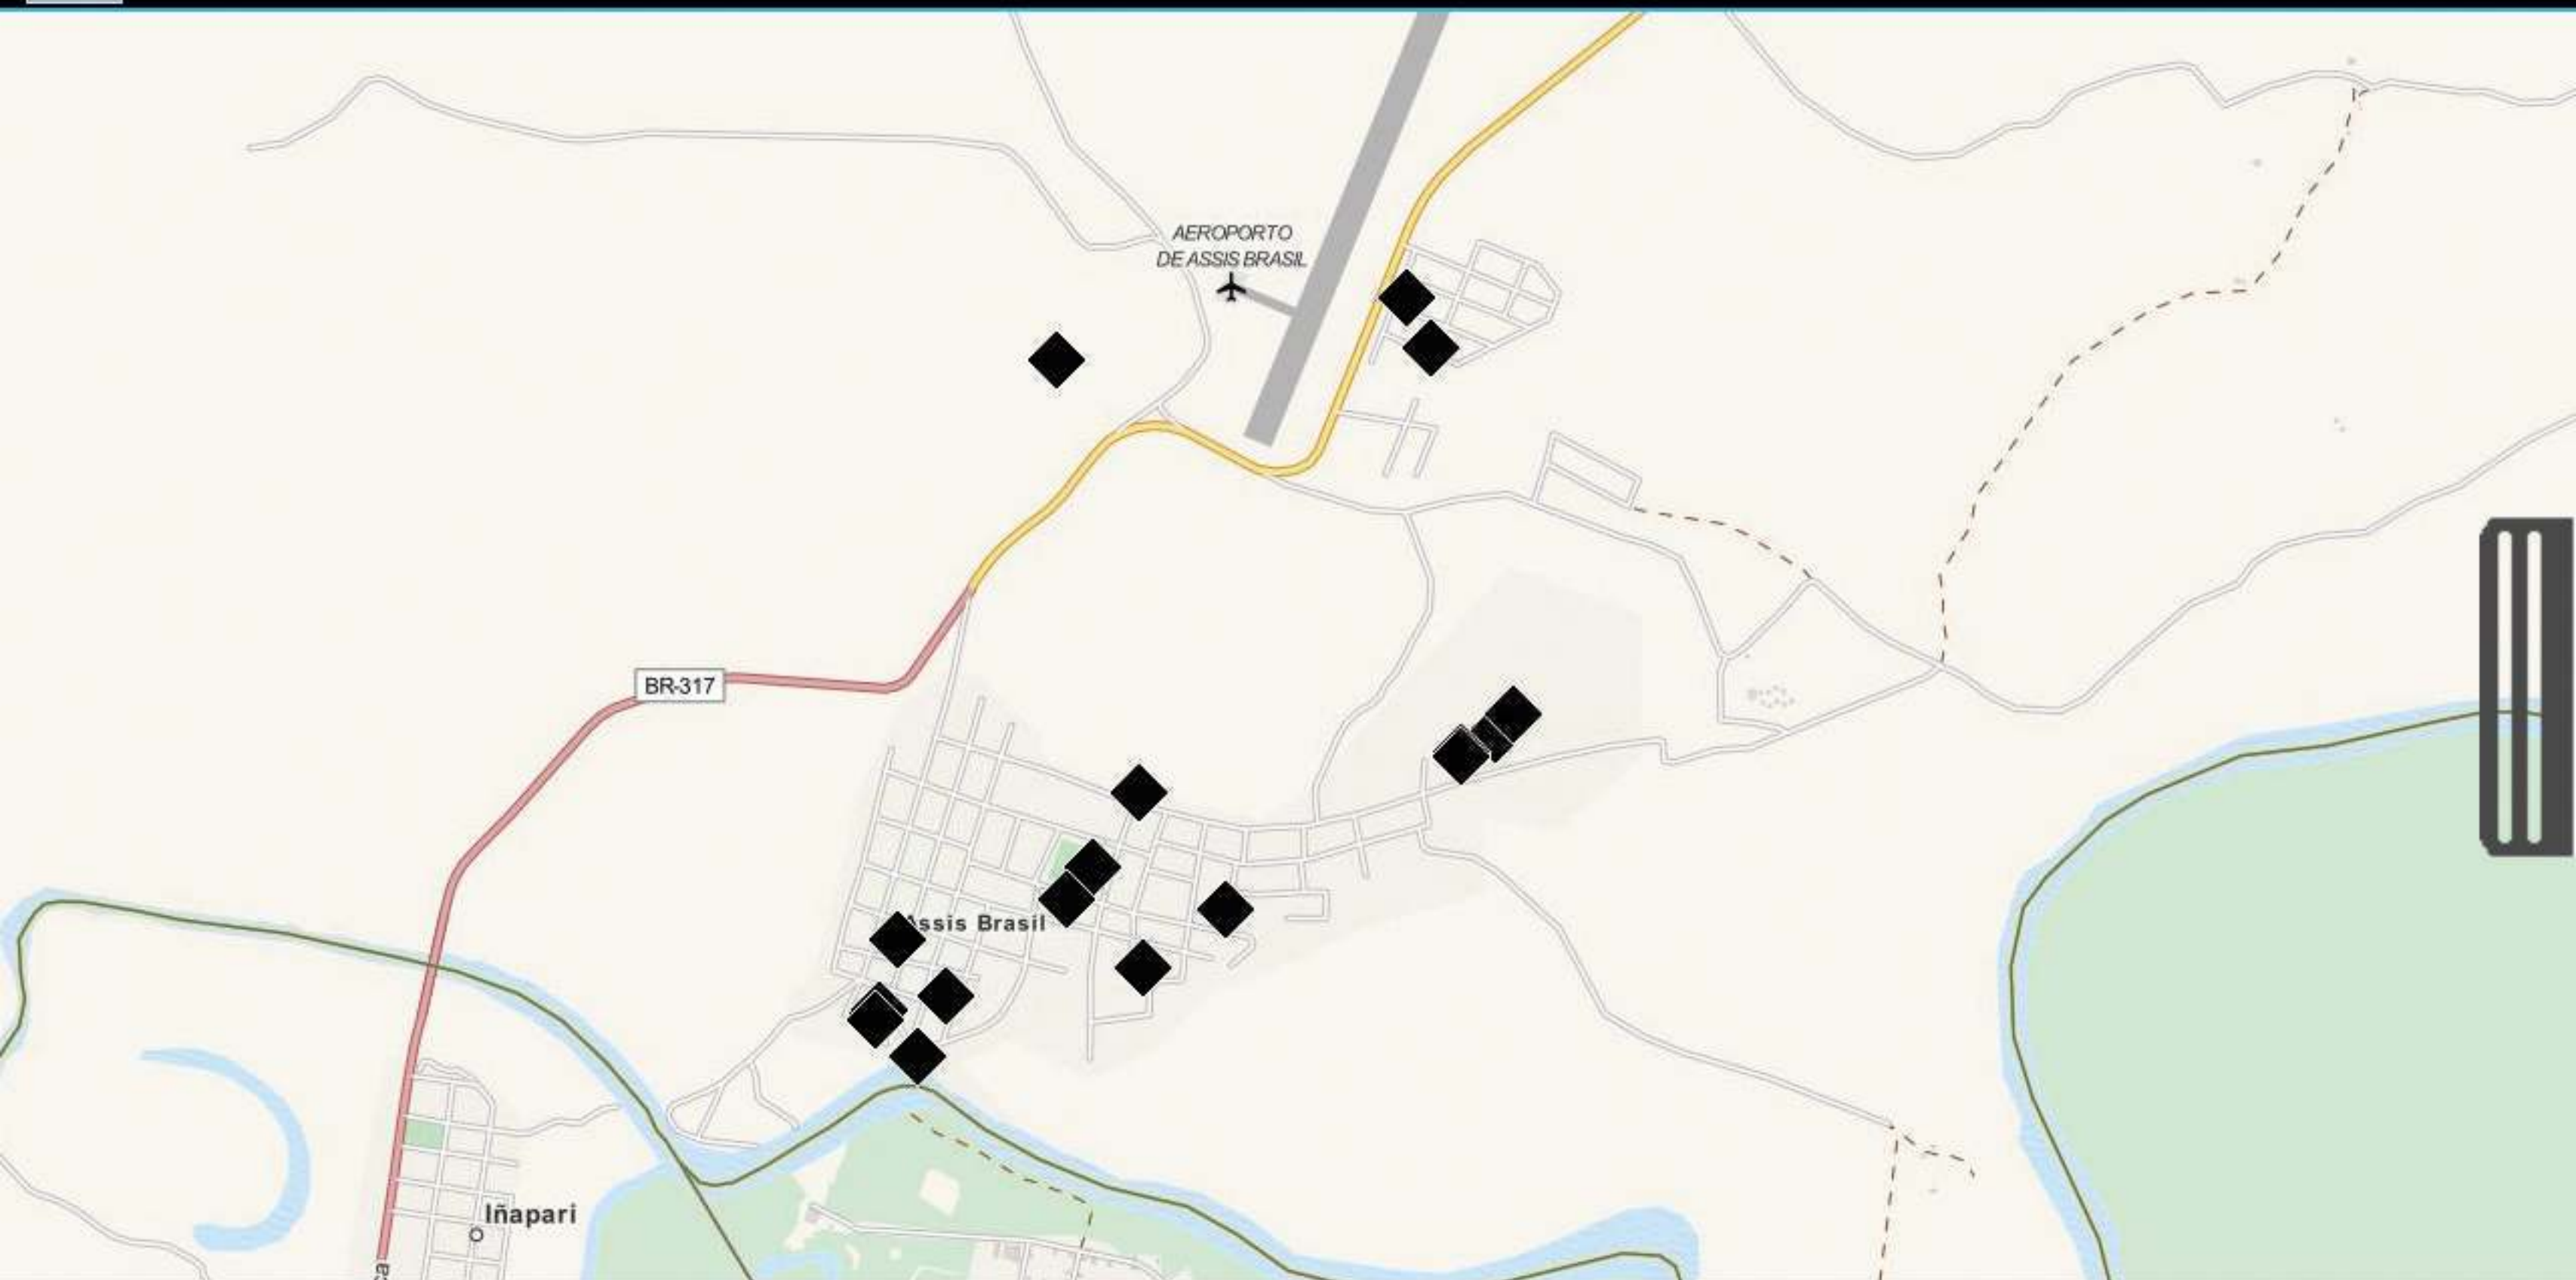 AEROPORTO
DE ASSIS BRASIL
BR-317
Assis Brasil
Iñapari